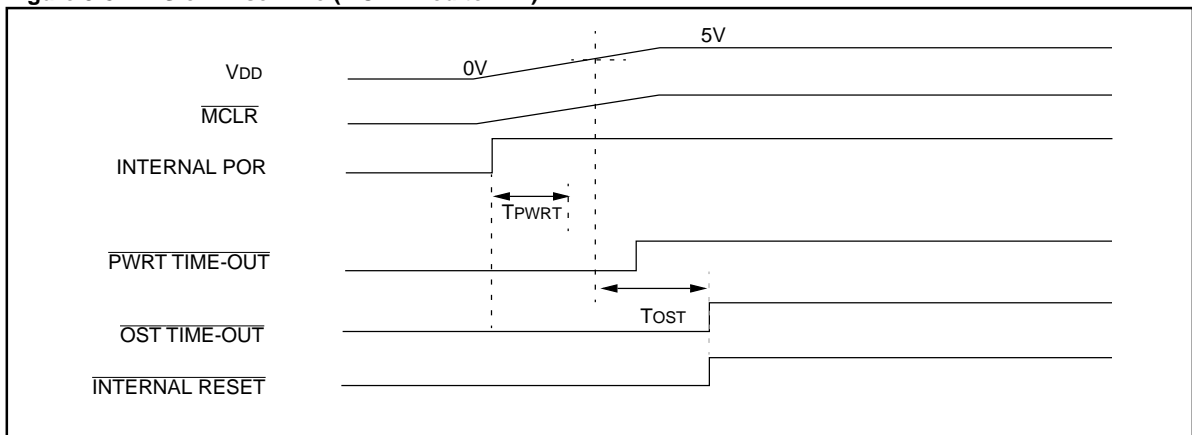 5V
VDD
0V
MCLR
INTERNAL POR
TPWRT
PWRT TIME-OUT
TOST
OST TIME-OUT
INTERNAL RESET